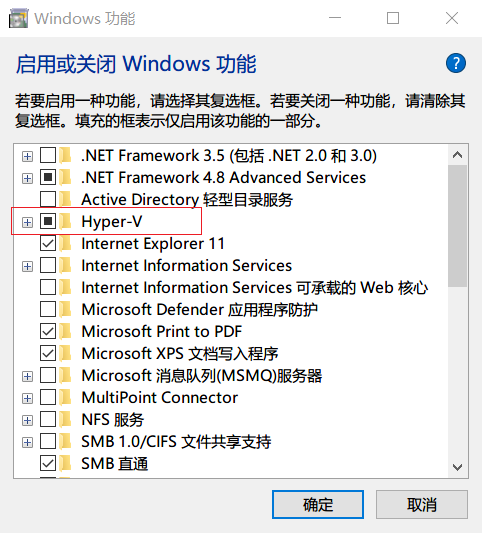 Windows 功能
启用或关闭 Windows 功能
?
若要启用一种功能，请选择其复选框。若要关闭一种功能，请清除其
复选框。填充的框表示仅启用该功能的一部分。
.NET Framework 3.5 (包括 .NET 2.0 和 3.0)
.NET Framework 4.8 Advanced Services
Active Directory 轻型目录服务
Hyper-V
Internet Explorer 11
Internet Information Services
Internet Information Services 可承载的 Web 核心
Microsoft Defender 应用程序防护
Microsoft Print to PDF
Microsoft XPS 文档写入程序
Microsoft 消息队列(MSMQ)服务器
MultiPoint Connector
NFS 服务
SMB 1.0/CIFS 文件共享支持
SMB 直通
确定 取消